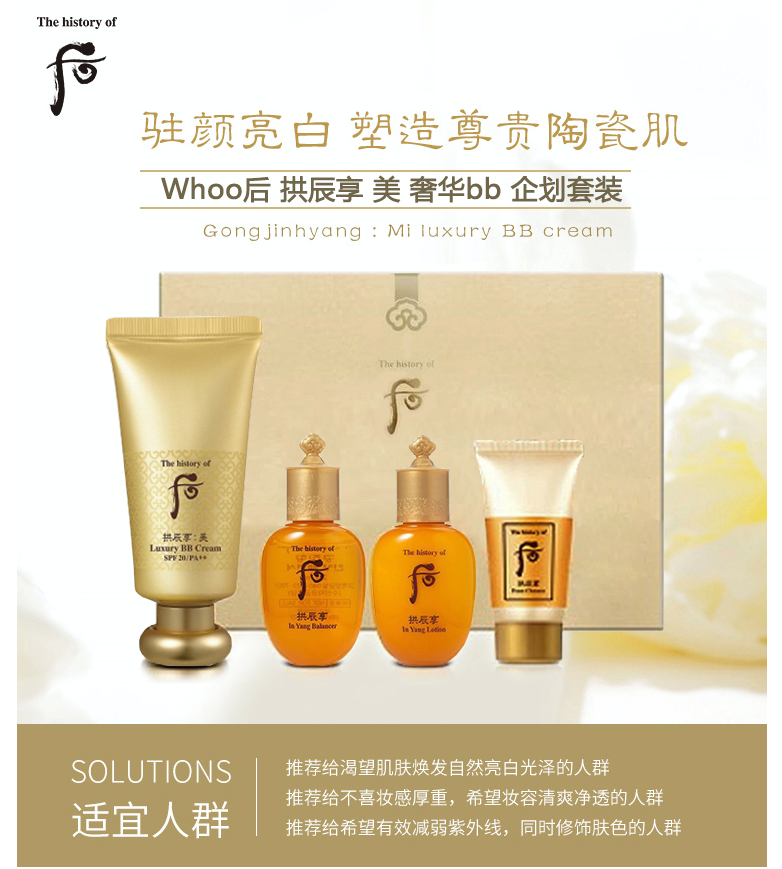 The history of
后
驻颜亮白 塑造尊贵陶瓷肌
Whoo后 拱辰享 美 奢华bb 企划套装
Gongjinhyang : Mi luxury BB cream
The history of
后
The history of
后
拱辰享 : 美
Luxury BB Cream
SPF 20/PA++
The history of
后
拱辰享
In Yang Balancer
The history of
后
拱辰享
In Yang Lotion
The history of
后
拱辰享
Foam Cleanser
SOLUTIONS
适宜人群
推荐给渴望肌肤焕发自然亮白光泽的人群
推荐给不喜妆感厚重，希望妆容清爽净透的人群
推荐给希望有效减弱紫外线，同时修饰肤色的人群